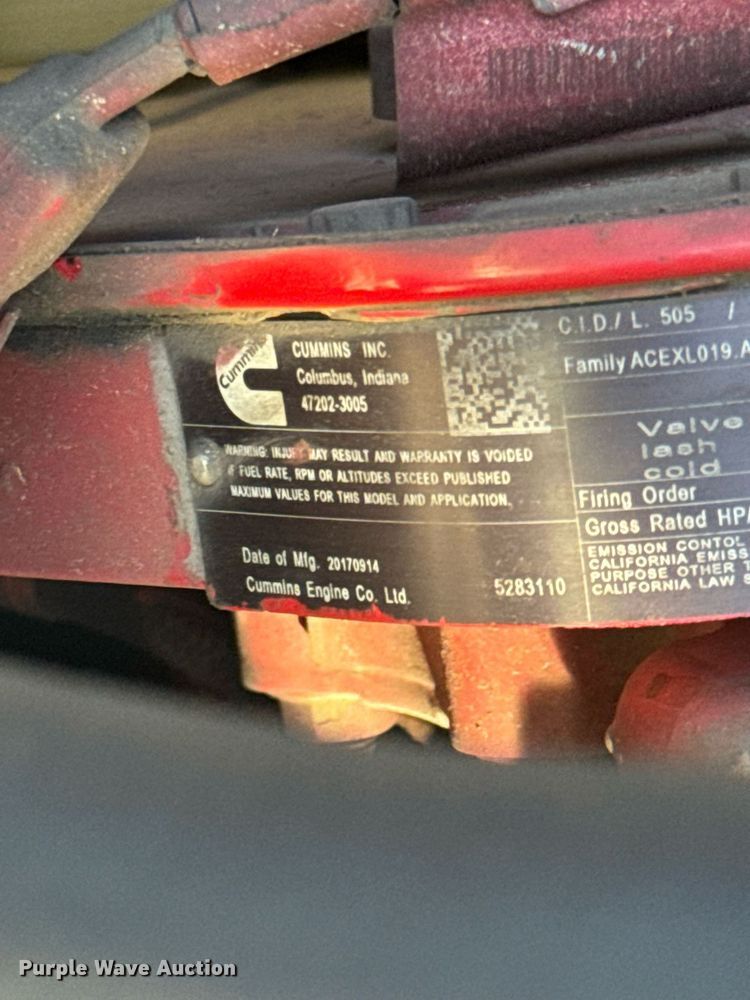 Cummins
CUMMINS INC.
Columbus, Indiana
47202-3005
WARNING: INJURY MAY RESULT AND WARRANTY IS VOIDED
IF FUEL RATE, RPM OR ALTITUDES EXCEED PUBLISHED
MAXIMUM VALUES FOR THIS MODEL AND APPLICATION.
Date of Mfg. 20170914
Cummins Engine Co. Ltd.
5283110
C.I.D./ L. 505 /
Family ACEXL019.A
Valve
lash
cold
Firing Order
Gross Rated HP/
EMISSION CONTOL
CALIFORNIA EMISS
PURPOSE OTHER T
CALIFORNIA LAW S
Purple Wave Auction